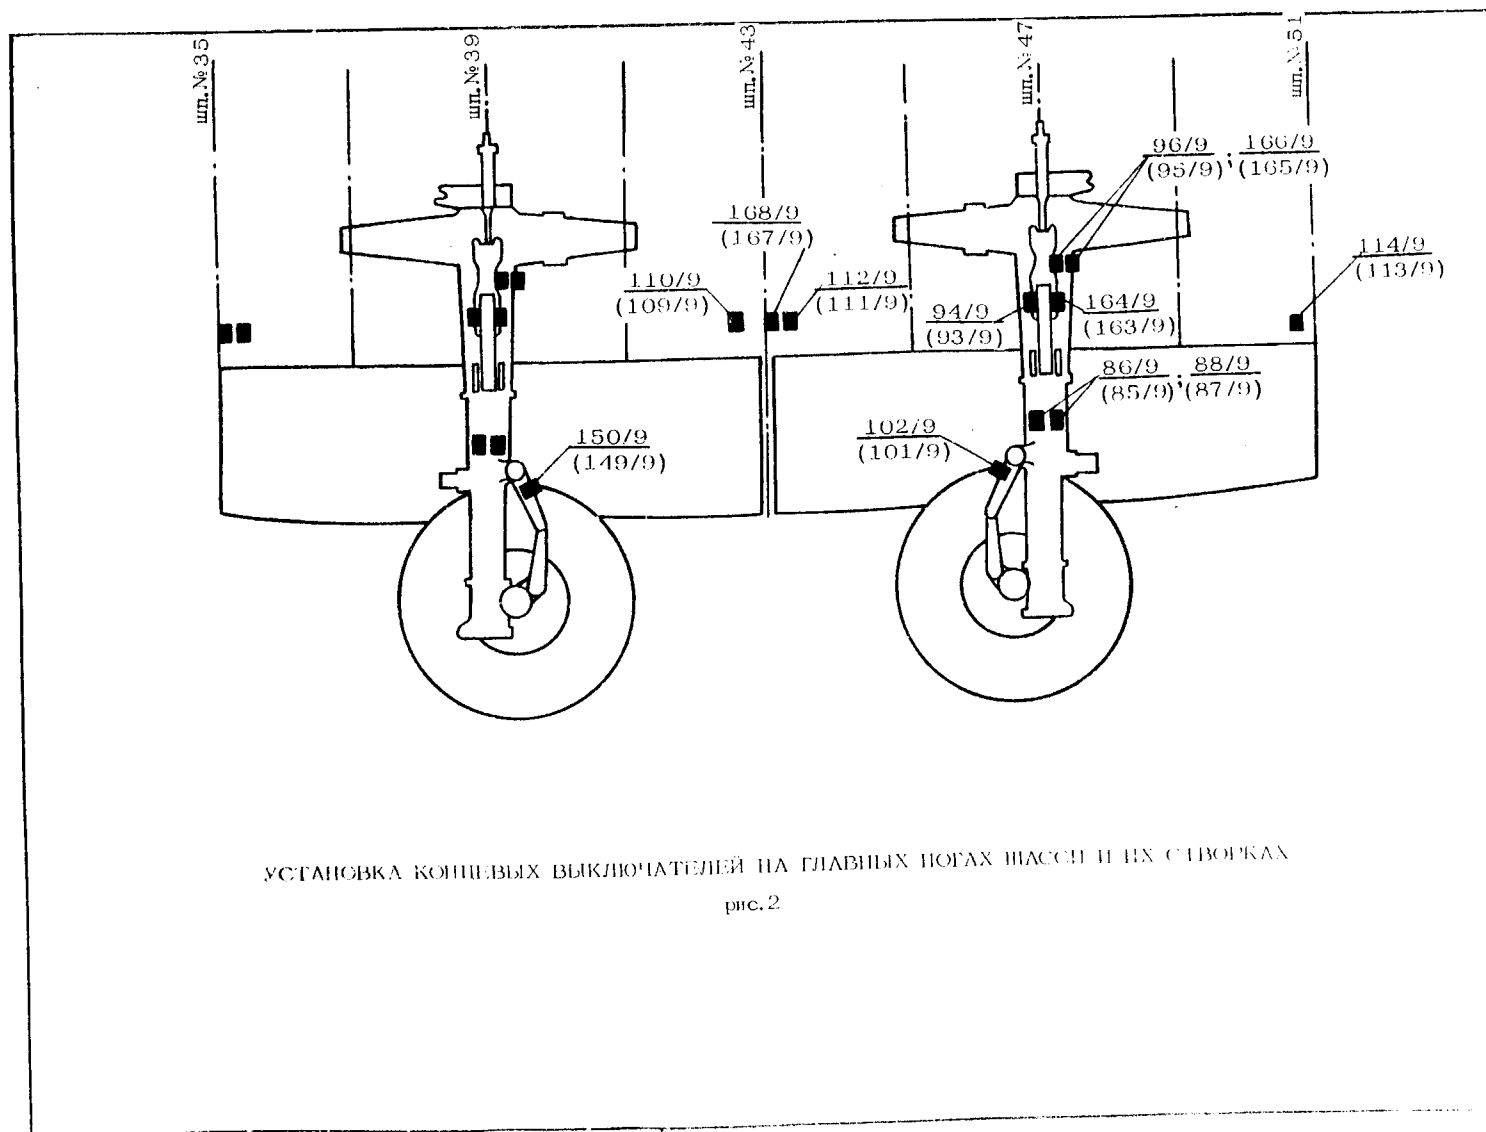 шп.№35
шп.№39
шп.№43
шп.№47
шп.№51
96/9 ; 166/9
(95/9) (165/9)
168/9
(167/9)
110/9
(109/9)
112/9
(111/9)
114/9
(113/9)
94/9
(93/9)
164/9
(163/9)
86/9 ; 88/9
(85/9) (87/9)
150/9
(149/9)
102/9
(101/9)
УСТАНОВКА КОНЦЕВЫХ ВЫКЛЮЧАТЕЛЕЙ НА ГЛАВНЫХ НОГАХ ШАССИ И ИХ СТВОРКАХ
рис.2